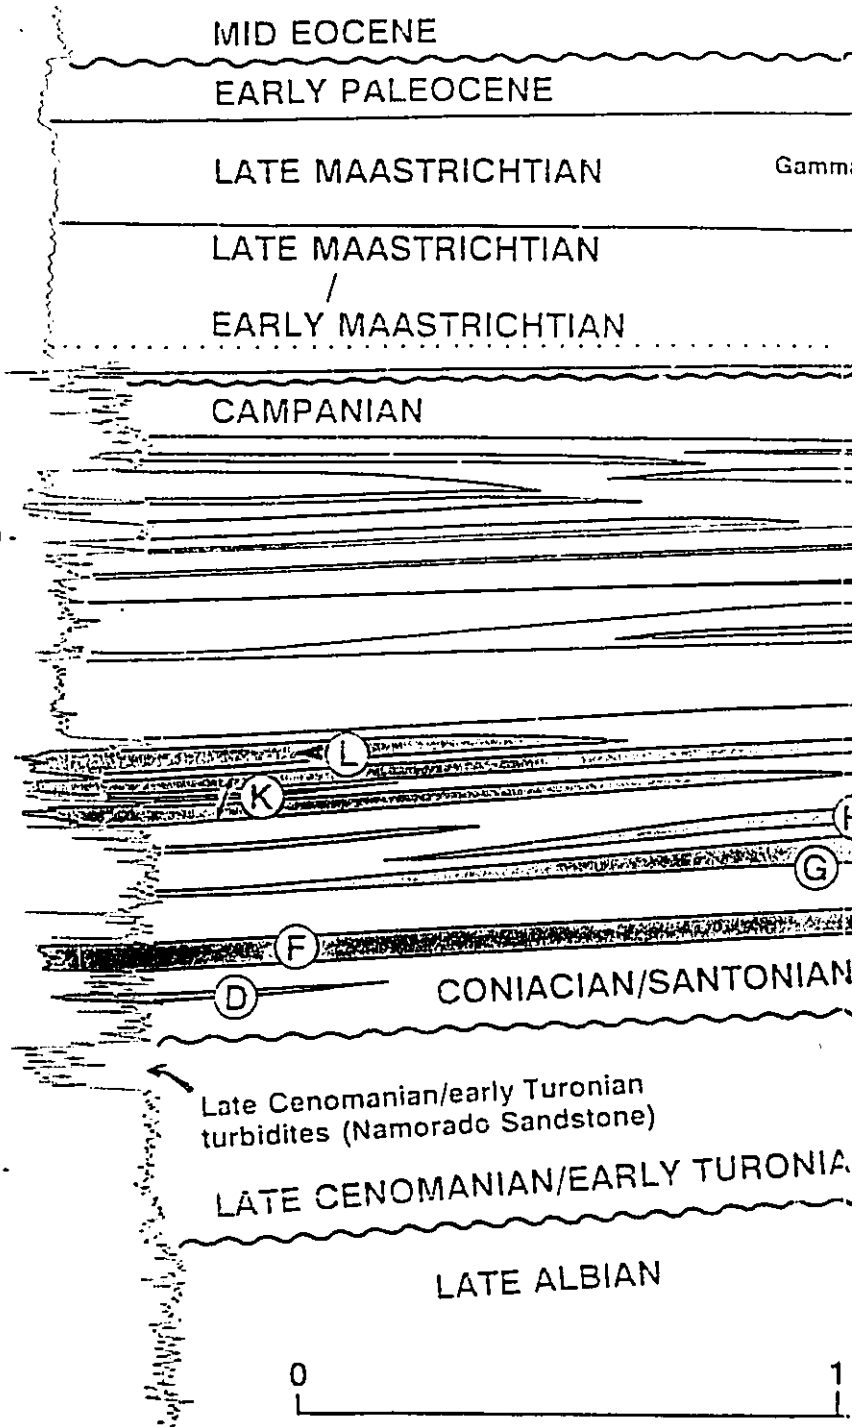 MID EOCENE
EARLY PALEOCENE
LATE MAASTRICHTIAN
Gamma
LATE MAASTRICHTIAN
/
EARLY MAASTRICHTIAN
CAMPANIAN
L
K
H
G
F
D
CONIACIAN/SANTONIAN
Late Cenomanian/early Turonian
turbidites (Namorado Sandstone)
LATE CENOMANIAN/EARLY TURONIA
LATE ALBIAN
0 1